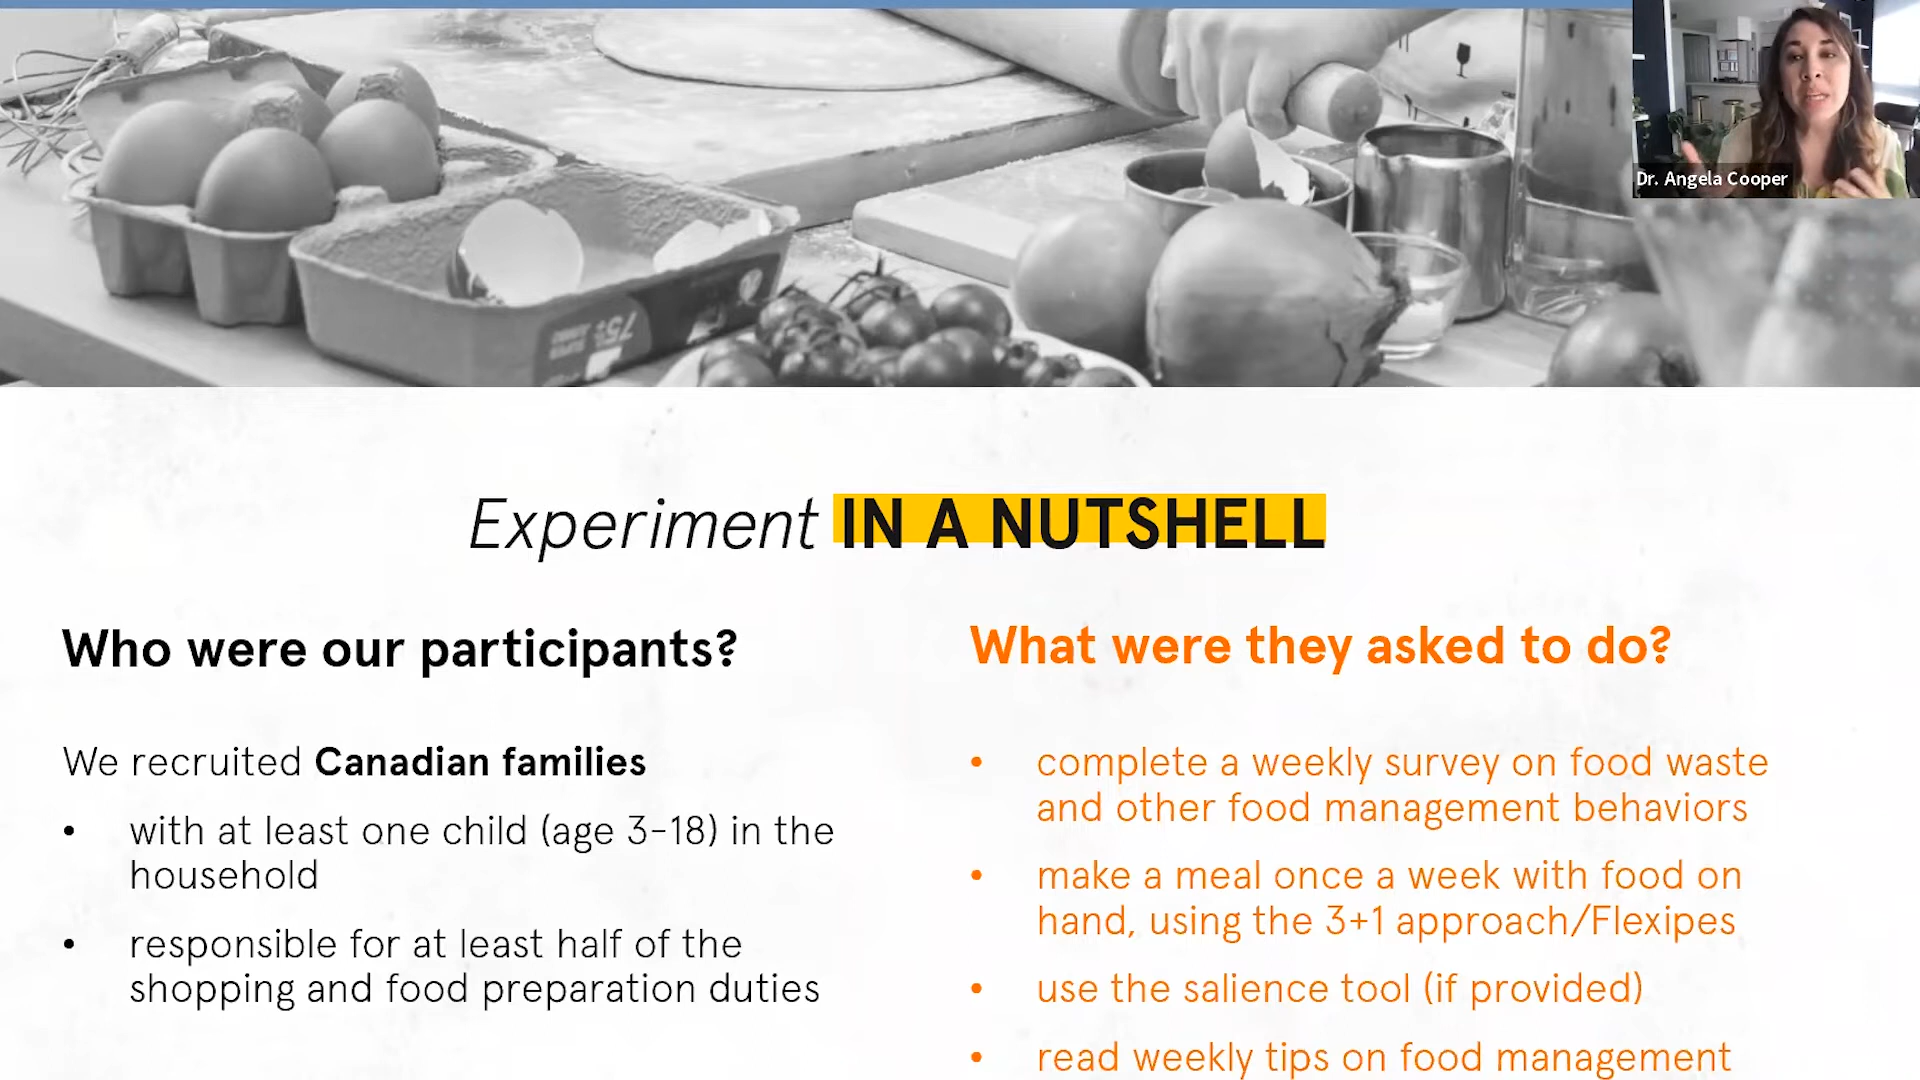 Dr. Angela Cooper
75¢
Experiment IN A NUTSHELL
Who were our participants?
We recruited Canadian families
• with at least one child (age 3-18) in the
household
• responsible for at least half of the
shopping and food preparation duties
What were they asked to do?
• complete a weekly survey on food waste
and other food management behaviors
• make a meal once a week with food on
hand, using the 3+1 approach/Flexipes
• use the salience tool (if provided)
• read weekly tips on food management